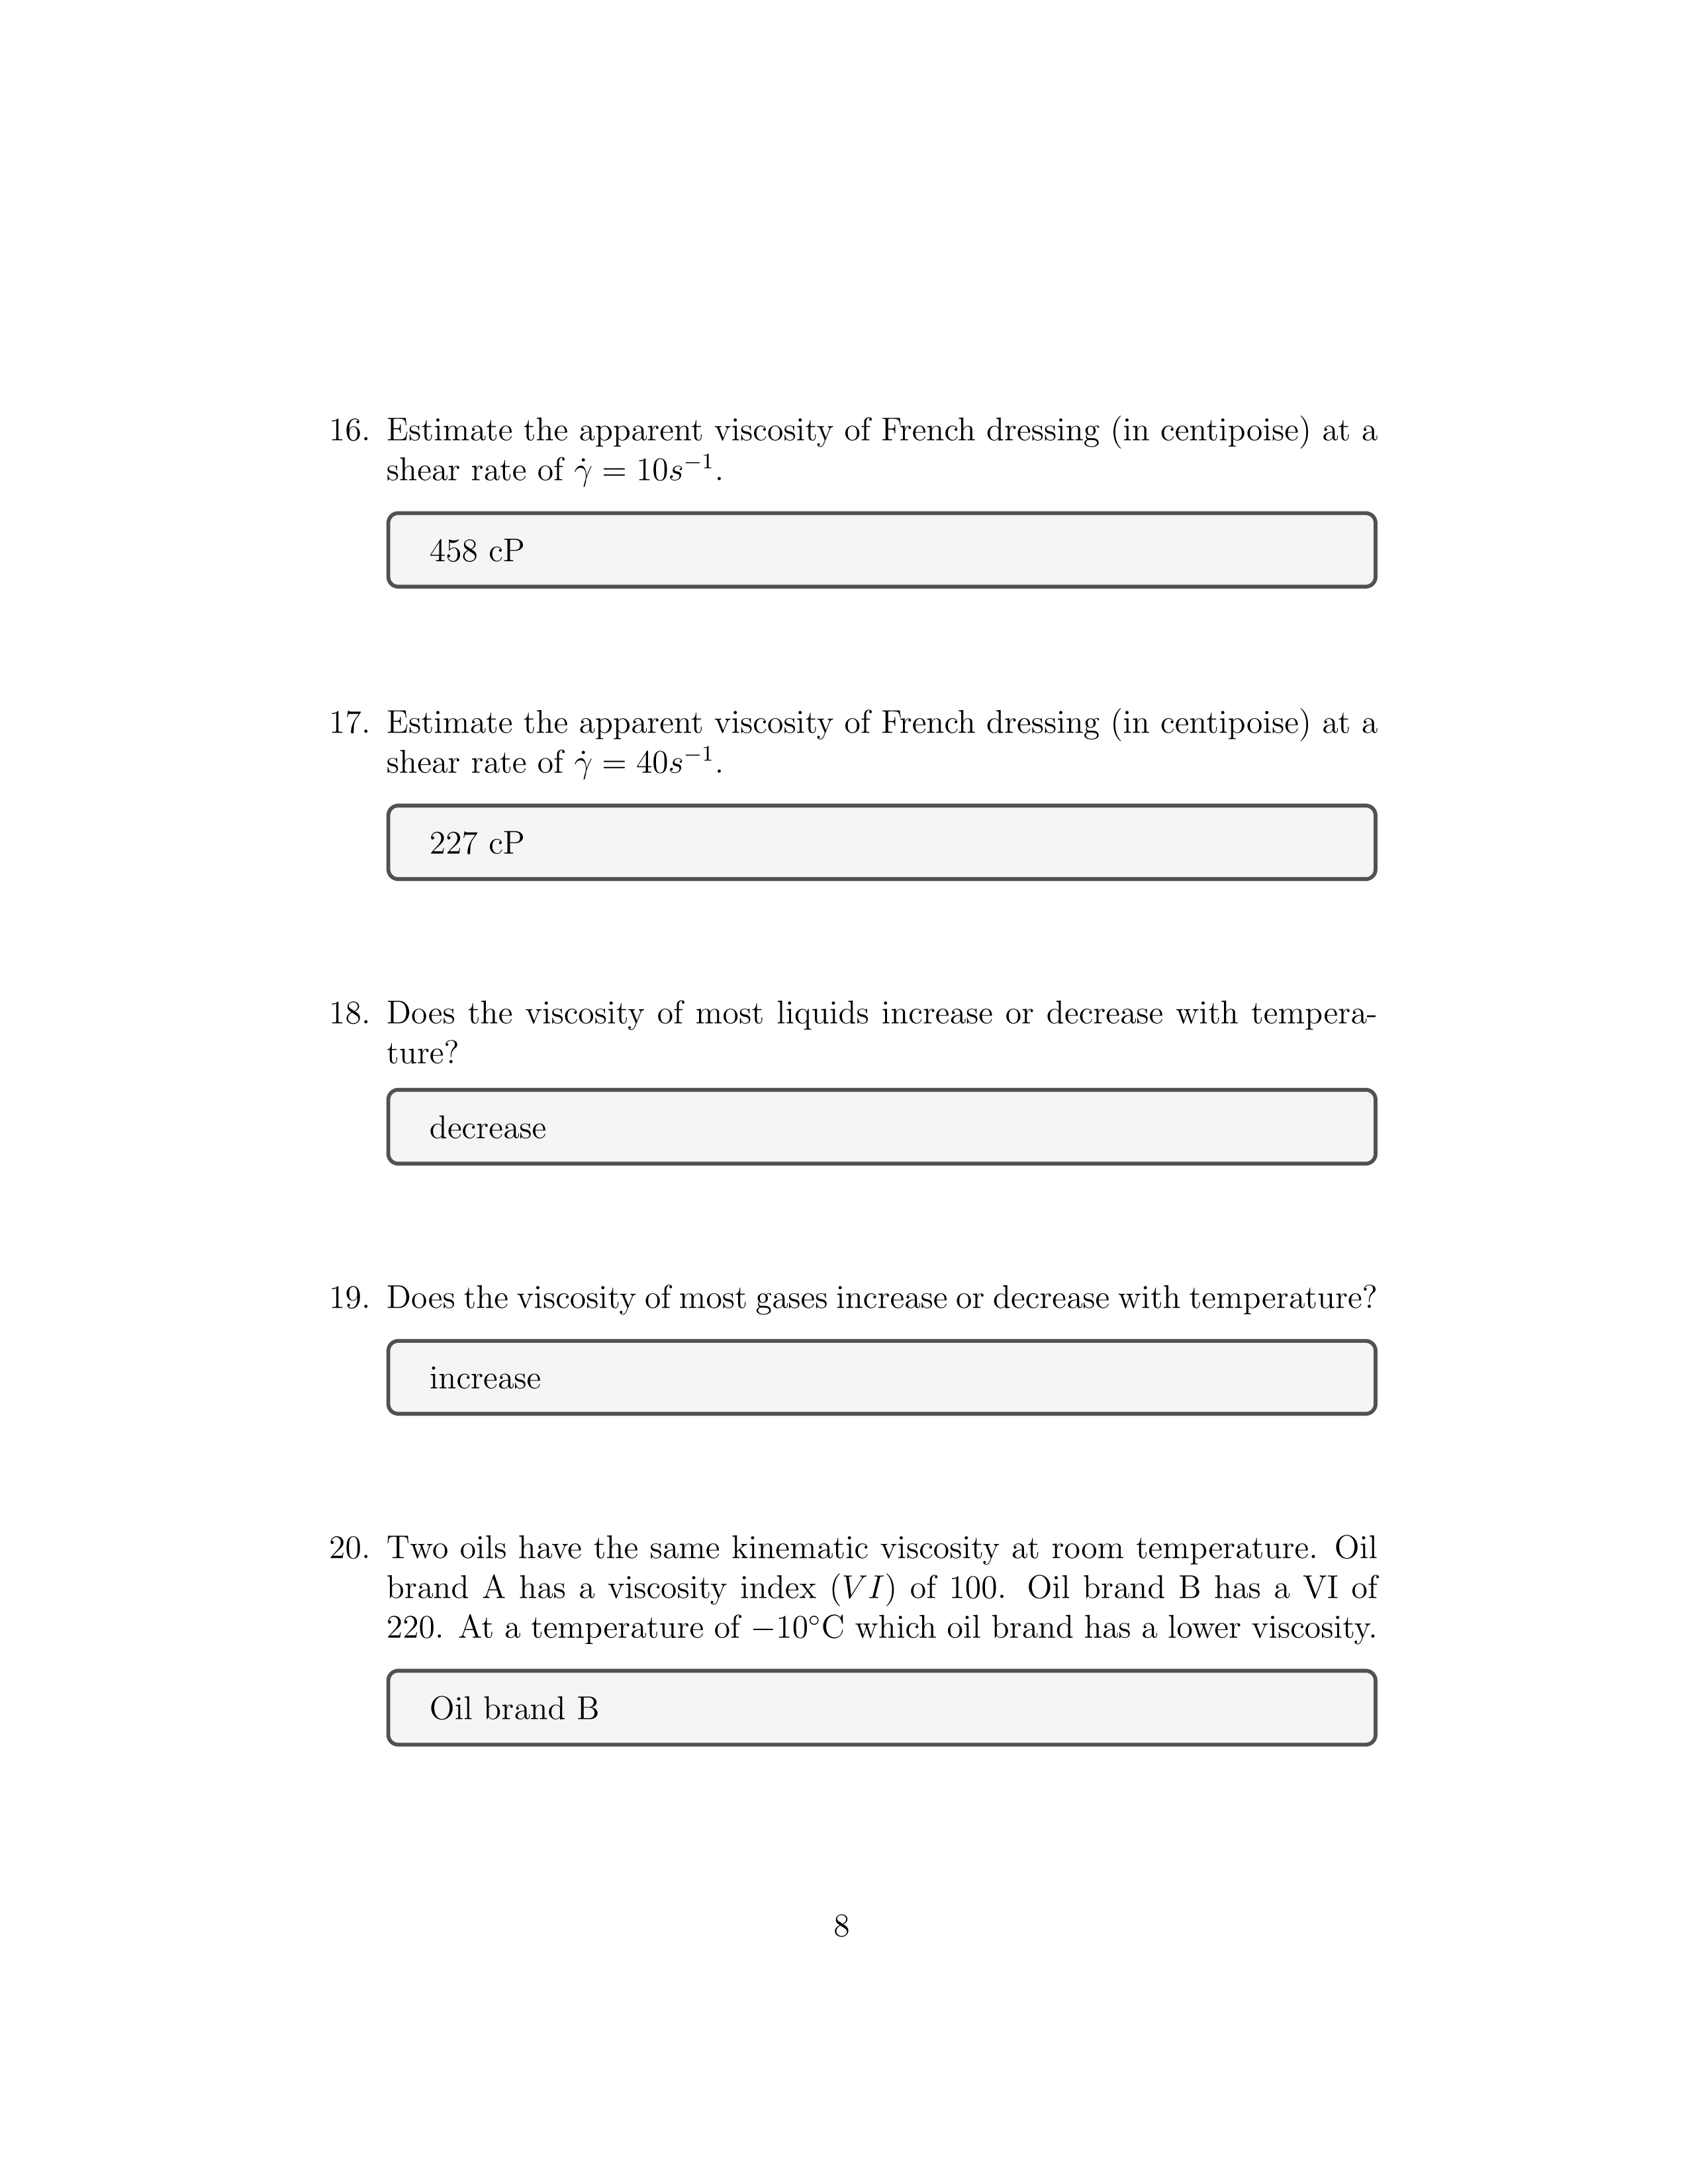 16. Estimate the apparent viscosity of French dressing (in centipoise) at a
shear rate of γ̇ = 10s⁻¹.
458 cP
17. Estimate the apparent viscosity of French dressing (in centipoise) at a
shear rate of γ̇ = 40s⁻¹.
227 cP
18. Does the viscosity of most liquids increase or decrease with tempera-
ture?
decrease
19. Does the viscosity of most gases increase or decrease with temperature?
increase
20. Two oils have the same kinematic viscosity at room temperature. Oil
brand A has a viscosity index (VI) of 100. Oil brand B has a VI of
220. At a temperature of −10°C which oil brand has a lower viscosity.
Oil brand B
8